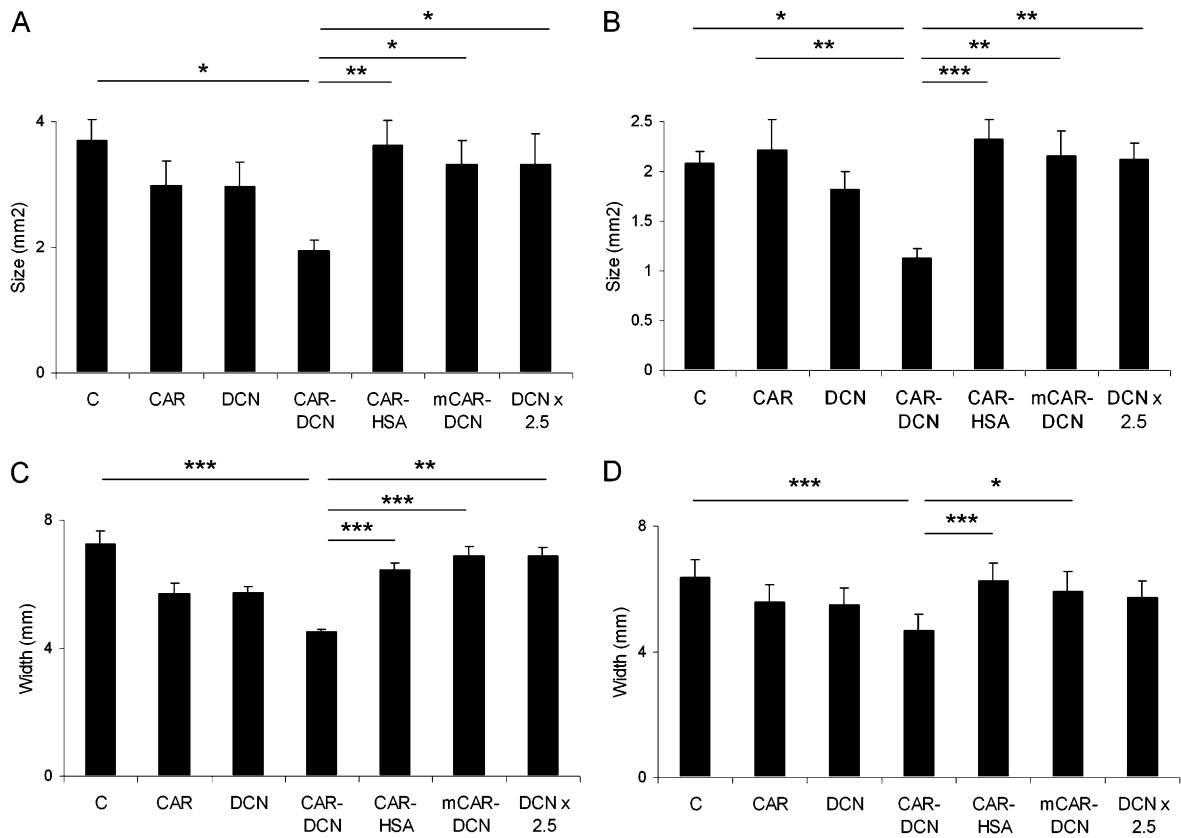 A
*
*
*
**
4
2
0
Size (mm2)
C CAR DCN CAR- CAR- mCAR- DCN x
DCN HSA DCN 2.5
B
* **
** **
***
2.5
2
1.5
1
0.5
0
Size (mm2)
C CAR DCN CAR- CAR- mCAR- DCN x
DCN HSA DCN 2.5
C
*** **
***
***
8
4
0
Width (mm)
C CAR DCN CAR- CAR- mCAR- DCN x
DCN HSA DCN 2.5
D
*** *
***
8
4
0
Width (mm)
C CAR DCN CAR- CAR- mCAR- DCN x
DCN HSA DCN 2.5